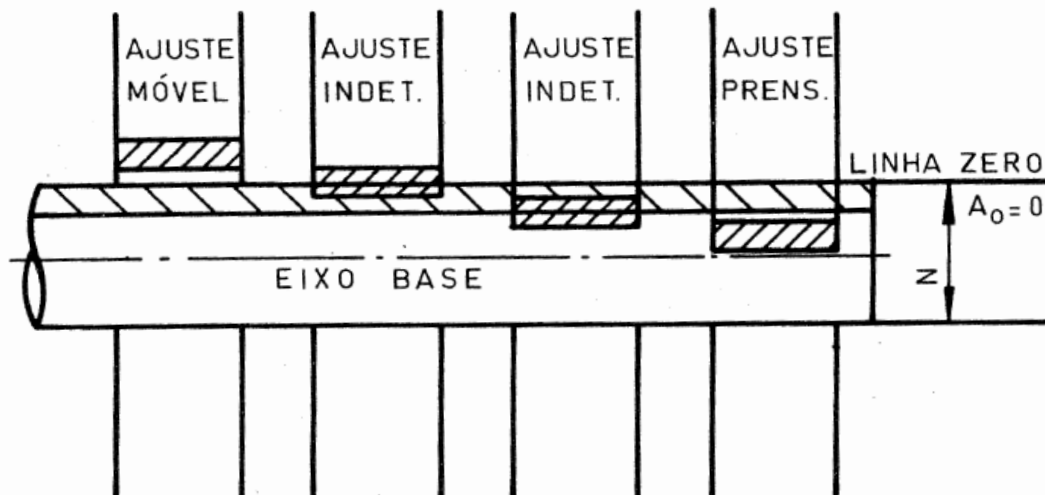 AJUSTE
MÓVEL
AJUSTE
INDET.
AJUSTE
INDET.
AJUSTE
PRENS.
LINHA ZERO
A₀=0
N
EIXO BASE